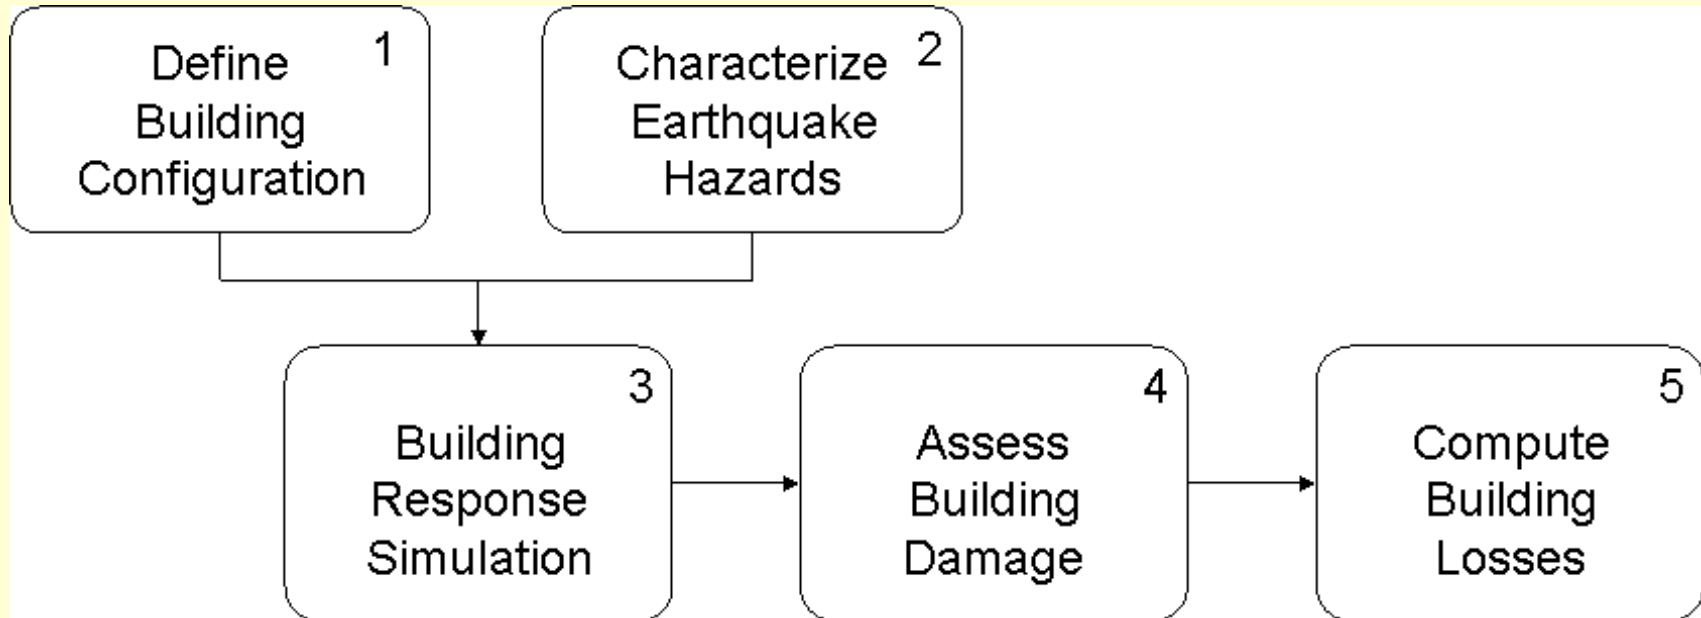 1
Define
Building
Configuration
2
Characterize
Earthquake
Hazards
3
Building
Response
Simulation
4
Assess
Building
Damage
5
Compute
Building
Losses